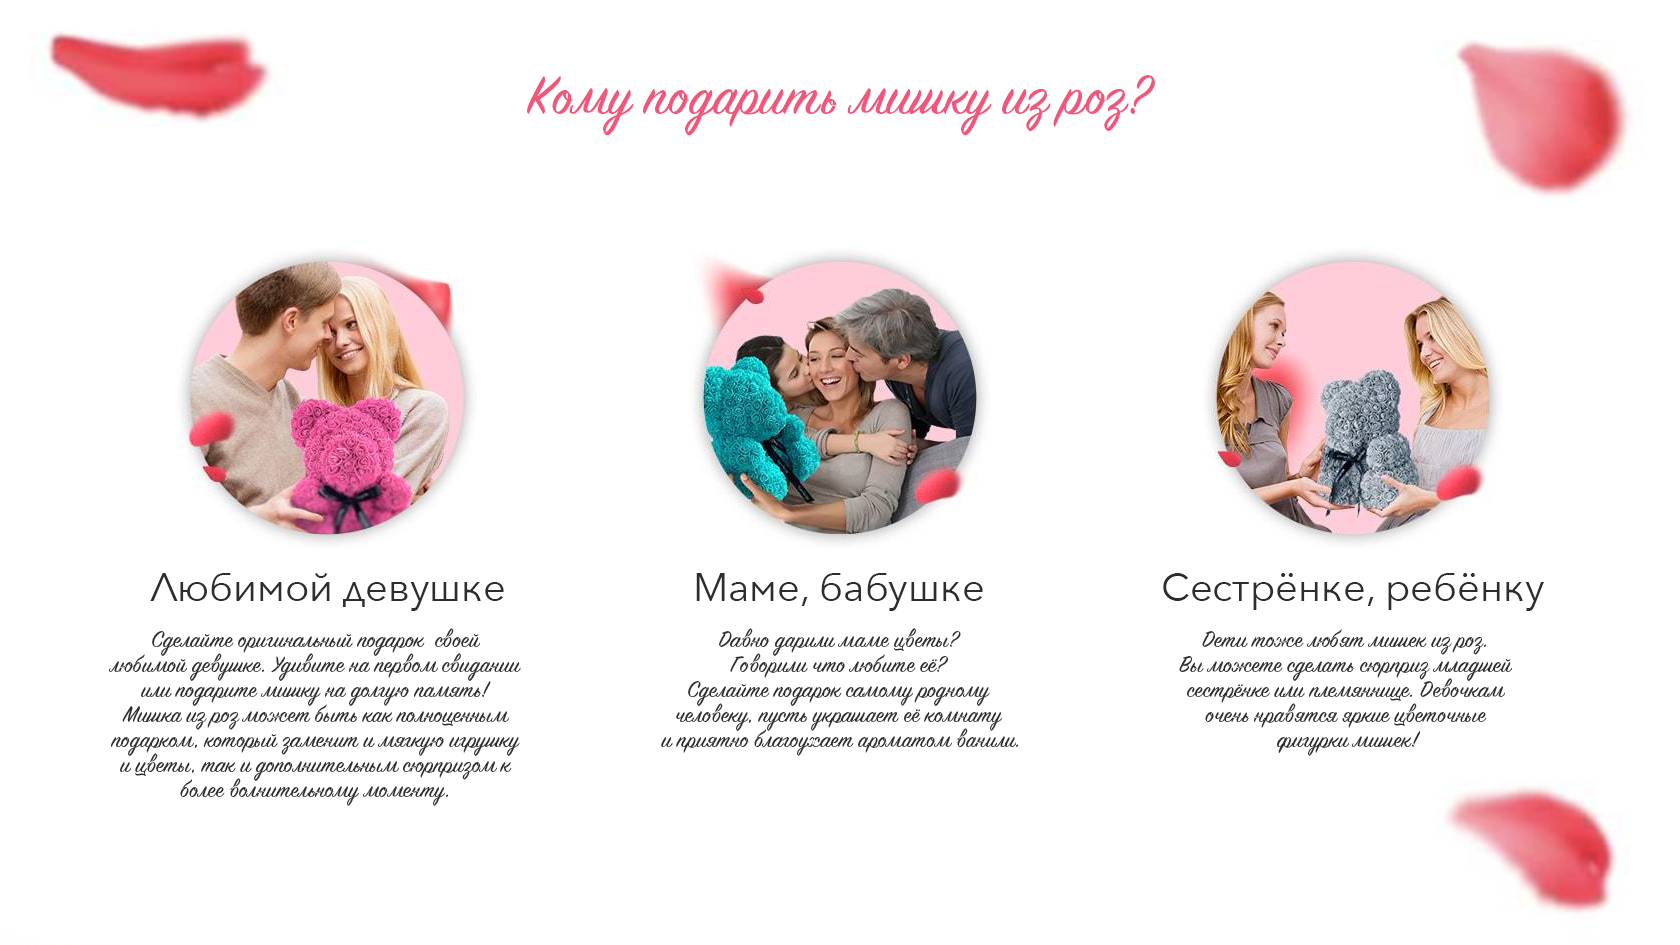 Кому подарить мишку из роз?
Любимой девушке
Сделайте оригинальный подарок своей
любимой девушке. Удивите на первом свидании
или подарите мишку на долгую память!
Мишка из роз может быть как полноценным
подарком, который заменит и мягкую игрушку
и цветы, так и дополнительным сюрпризом к
более волнительному моменту.
Маме, бабушке
Давно дарили маме цветы?
Говорили что любите её?
Сделайте подарок самому родному
человеку, пусть украшает её комнату
и приятно благоухает ароматом ванили.
Сестрёнке, ребёнку
Дети тоже любят мишек из роз.
Вы можете сделать сюрприз младшей
сестрёнке или племяннице. Девочкам
очень нравятся яркие цветочные
фигурки мишек!